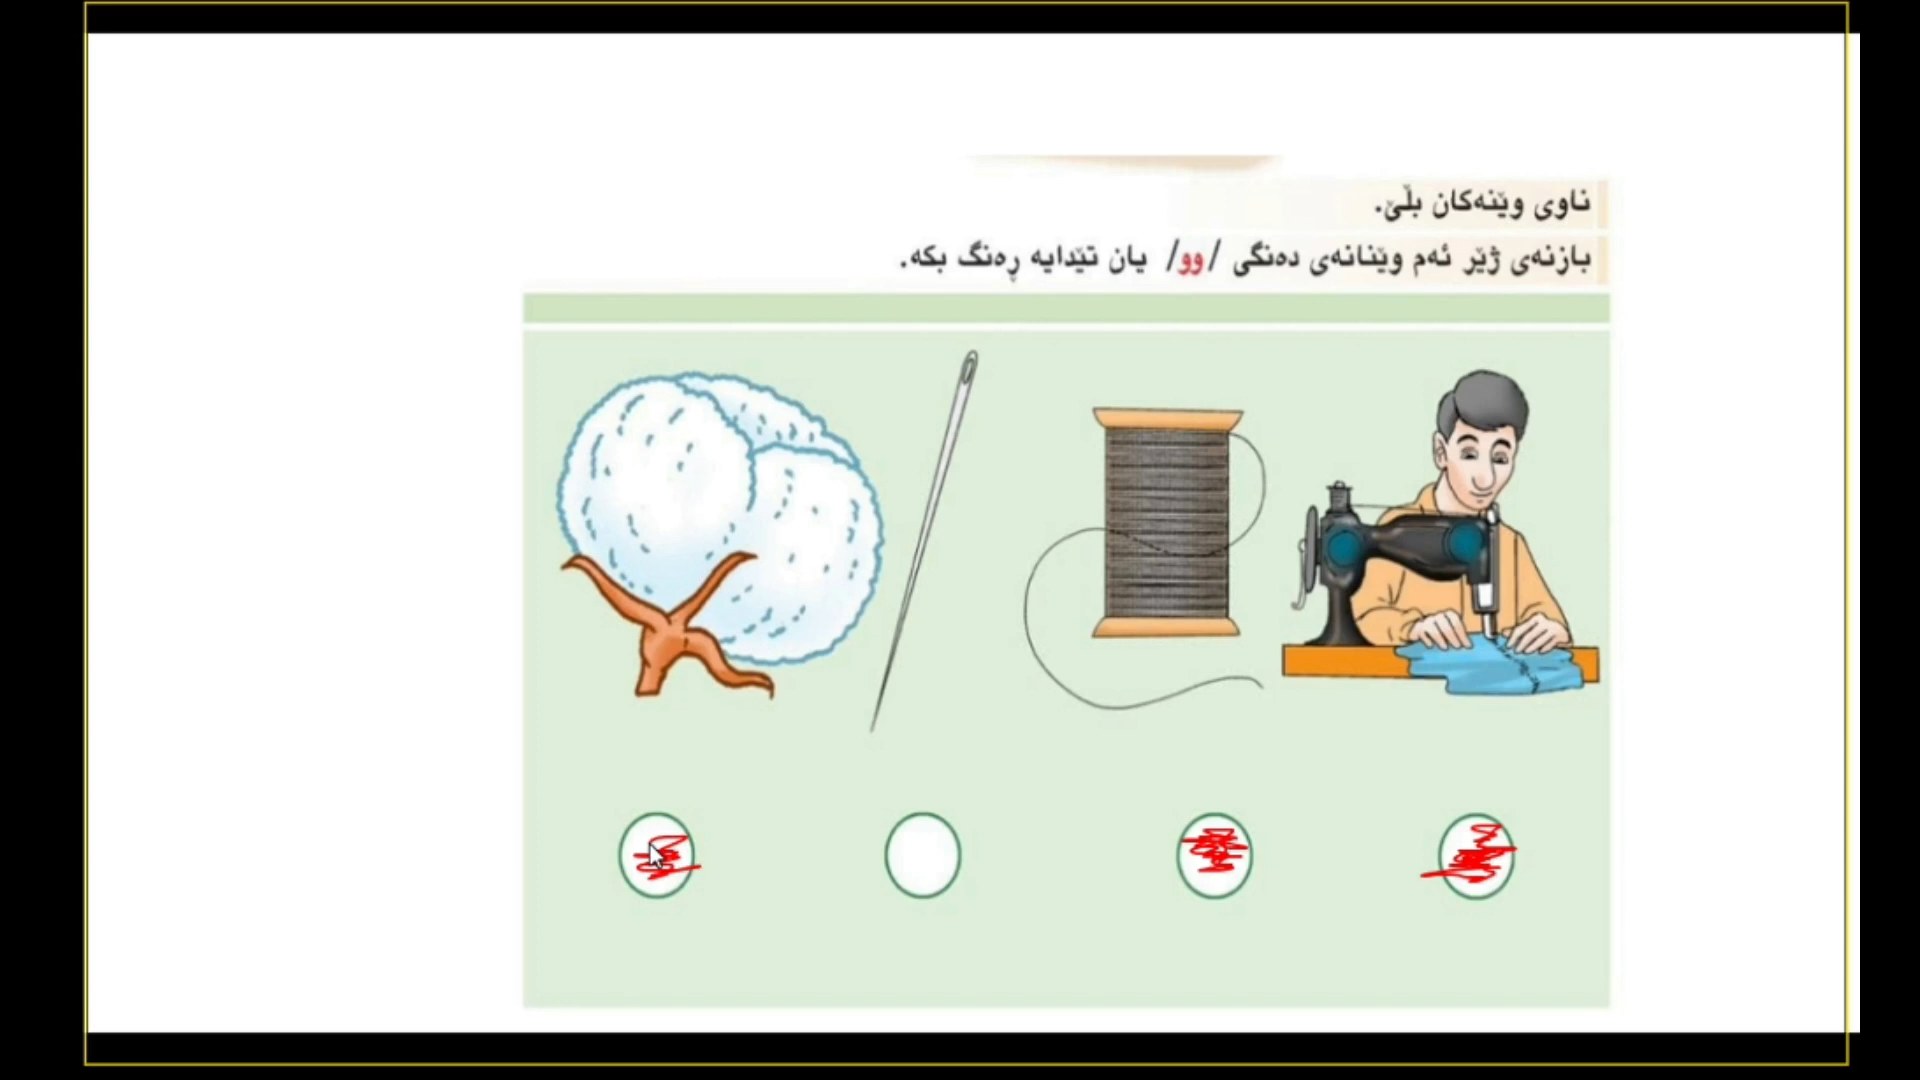 ناوی وێنەکان بڵێ.
بازنەی ژێر ئەم وێنانەی دەنگی /وو/ یان تێدایە ڕەنگ بکە.